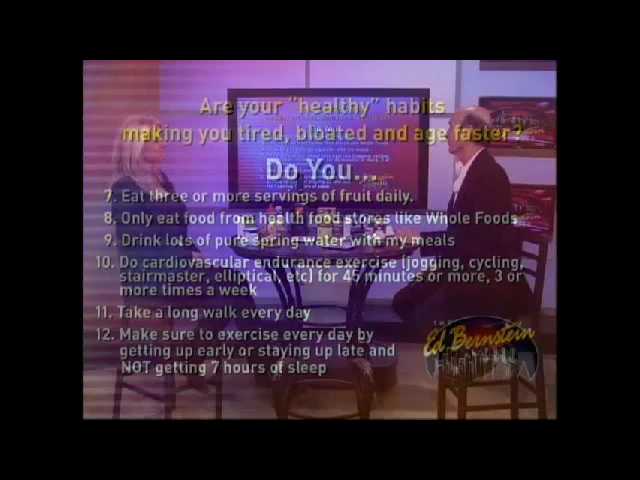 Are your "healthy" habits
making you tired, bloated and age faster?
Do You...
7. Eat three or more servings of fruit daily.
8. Only eat food from health food stores like Whole Foods
9. Drink lots of pure spring water with my meals
10. Do cardiovascular endurance exercise (jogging, cycling,
stairmaster, elliptical, etc) for 45 minutes or more, 3 or
more times a week
11. Take a long walk every day
12. Make sure to exercise every day by
getting up early or staying up late and
NOT getting 7 hours of sleep
THE
Ed Bernstein